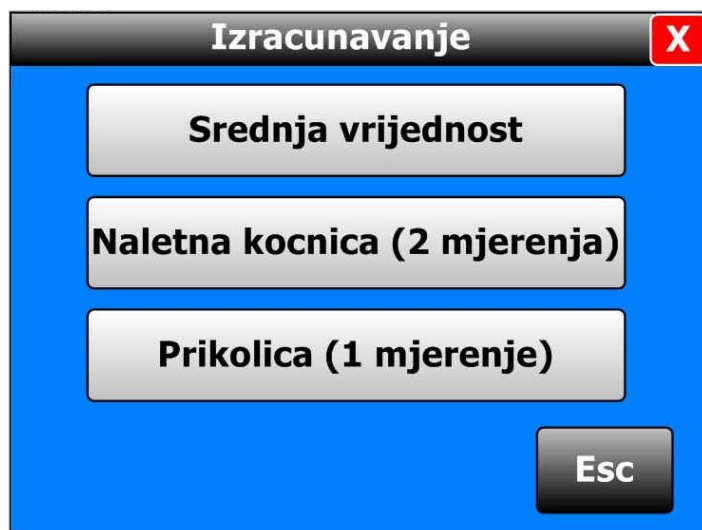 Izracunavanje
X
Srednja vrijednost
Naletna kocnica (2 mjerenja)
Prikolica (1 mjerenje)
Esc